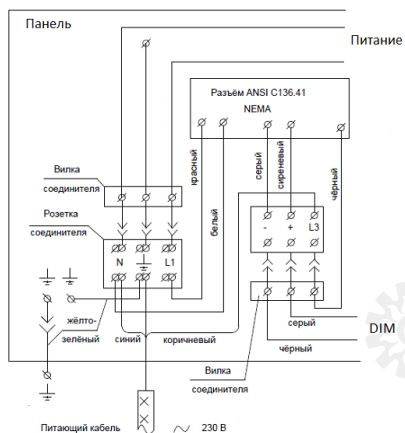 Панель
Питание
Разъём ANSI C136.41
NEMA
красный
белый
серый
сиреневый
чёрный
Вилка
соединителя
Розетка
соединителя
N
L1
-
+
L3
жёлто-
зелёный
синий
коричневый
серый
чёрный
DIM
Вилка
соединителя
Питающий кабель
230 В